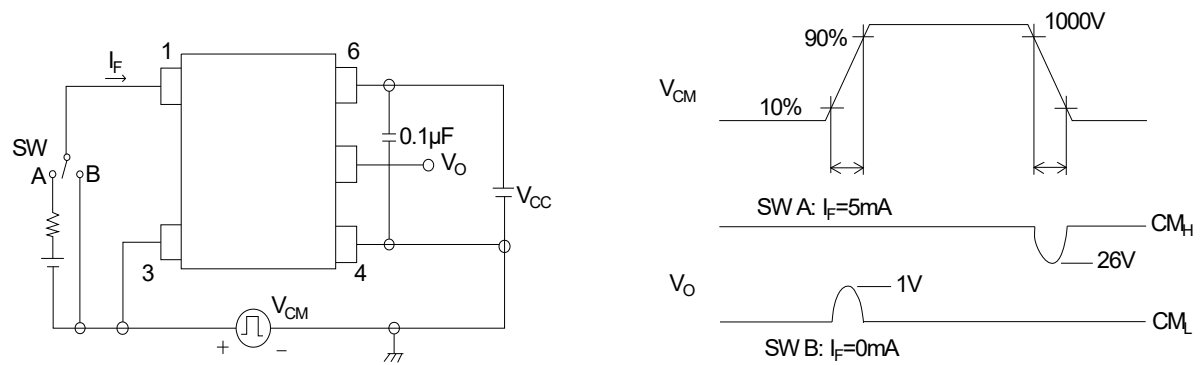 1
6
I_F
SW
A
B
0.1µF
V_O
V_CC
3
4
V_CM
+
−
90%
1000V
V_CM
10%
SW A: I_F=5mA
CM_H
26V
V_O
1V
CM_L
SW B: I_F=0mA